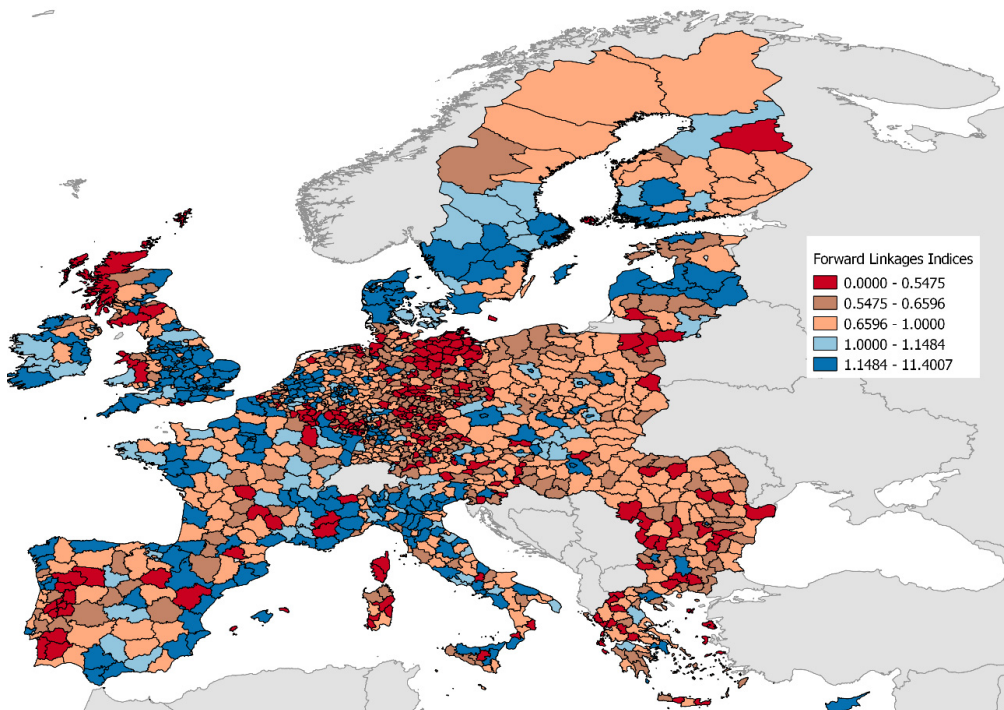 Forward Linkages Indices
0.0000 - 0.5475
0.5475 - 0.6596
0.6596 - 1.0000
1.0000 - 1.1484
1.1484 - 11.4007